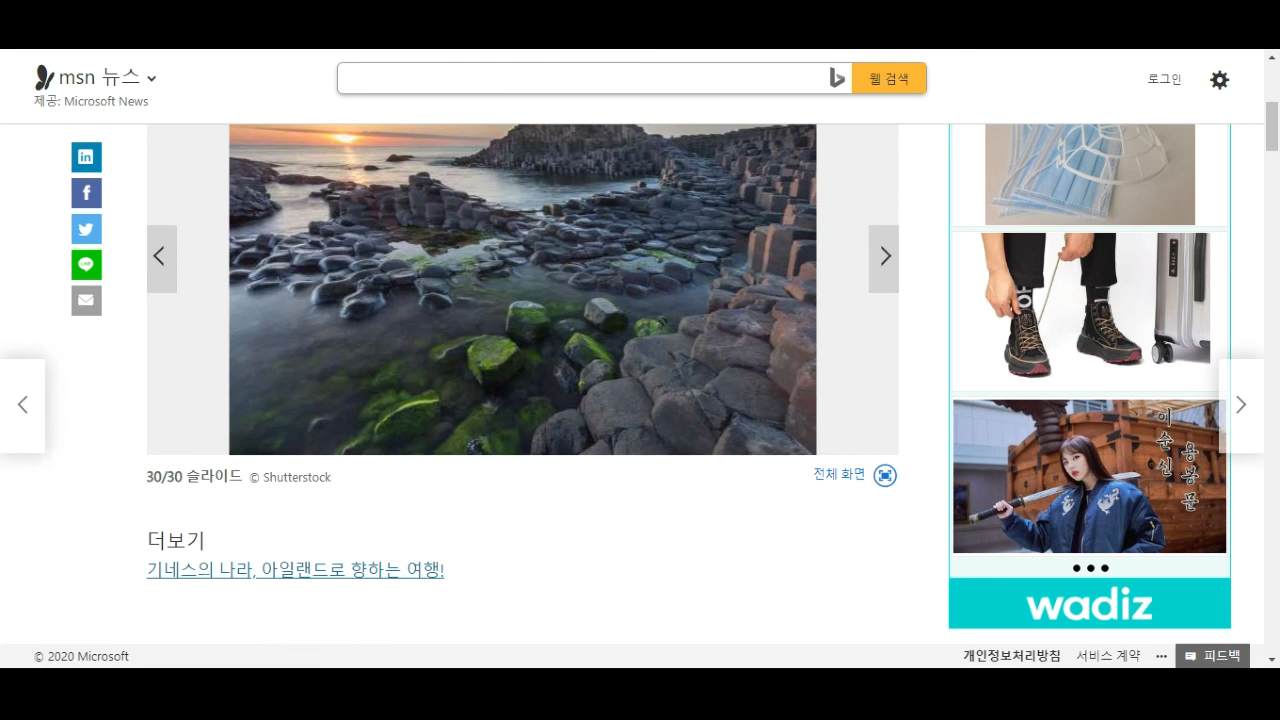 msn 뉴스
제공: Microsoft News
웹 검색
로그인
in
f
LINE
30/30 슬라이드 © Shutterstock
전체 화면
더보기
기네스의 나라, 아일랜드로 향하는 여행!
이순신
용봉문
wadiz
© 2020 Microsoft
개인정보처리방침 서비스 계약 ••• 피드백